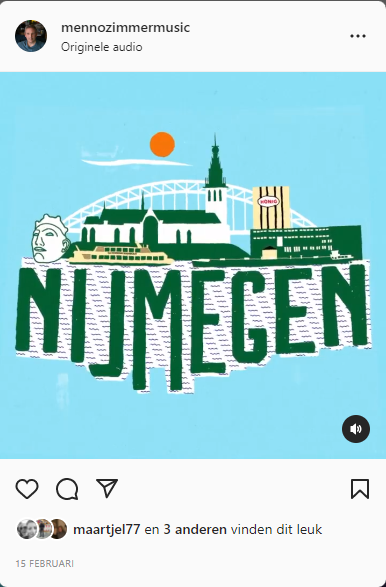 mennozimmermusic
Originele audio
HONIG
NIJMEGEN
maartjel77 en 3 anderen vinden dit leuk
15 FEBRUARI